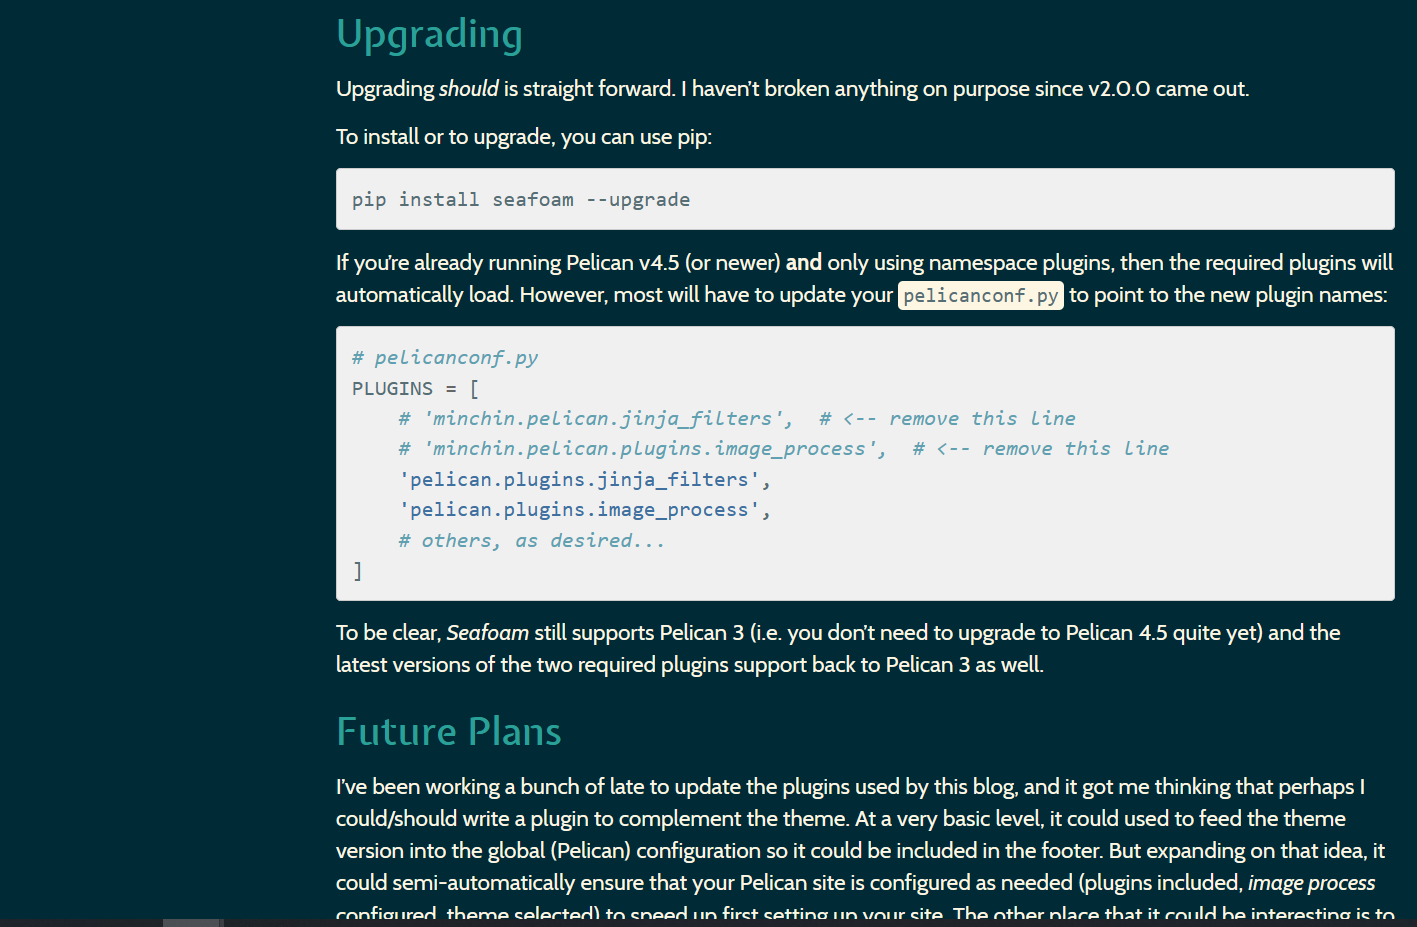 Upgrading
Upgrading should is straight forward. I haven't broken anything on purpose since v2.0.0 came out.
To install or to upgrade, you can use pip:
pip install seafoam --upgrade
If you're already running Pelican v4.5 (or newer) and only using namespace plugins, then the required plugins will
automatically load. However, most will have to update your pelicanconf.py to point to the new plugin names:
# pelicanconf.py
PLUGINS = [
    # 'minchin.pelican.jinja_filters',  # <-- remove this line
    # 'minchin.pelican.plugins.image_process',  # <-- remove this line
    'pelican.plugins.jinja_filters',
    'pelican.plugins.image_process',
    # others, as desired...
]
To be clear, Seafoam still supports Pelican 3 (i.e. you don't need to upgrade to Pelican 4.5 quite yet) and the
latest versions of the two required plugins support back to Pelican 3 as well.
Future Plans
I've been working a bunch of late to update the plugins used by this blog, and it got me thinking that perhaps I
could/should write a plugin to complement the theme. At a very basic level, it could used to feed the theme
version into the global (Pelican) configuration so it could be included in the footer. But expanding on that idea, it
could semi-automatically ensure that your Pelican site is configured as needed (plugins included, image process
configured, theme selected) to speed up first setting up your site. The other place that it could be interesting is to